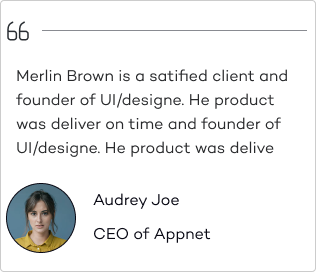 Merlin Brown is a satified client and
founder of UI/designe. He product
was deliver on time and founder of
UI/designe. He product was delive
Audrey Joe
CEO of Appnet